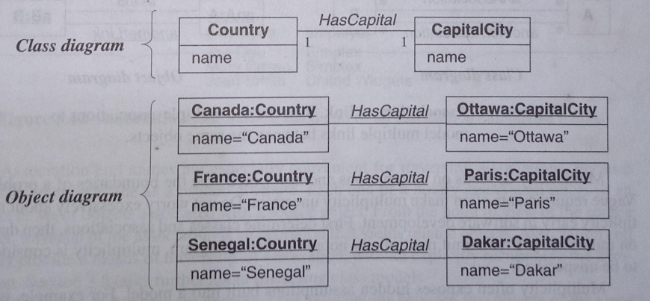 HasCapital
Class diagram
Country
CapitalCity
1
1
name
name
Object diagram
Canada:Country
HasCapital
Ottawa:CapitalCity
name="Canada"
name="Ottawa"
France:Country
HasCapital
Paris:CapitalCity
name="France"
name="Paris"
Senegal:Country
HasCapital
Dakar:CapitalCity
name="Senegal"
name="Dakar"